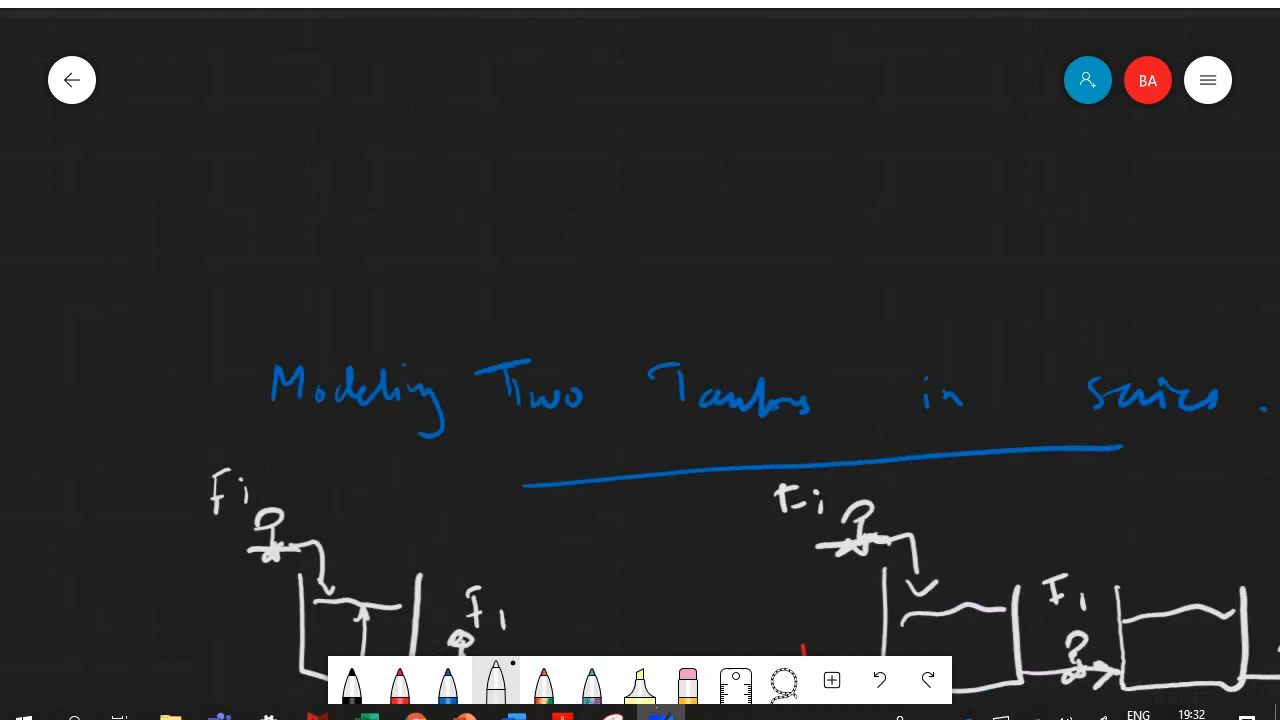 BA
Modeling Two Tanks in series.
Fi
Fi
F1
F1
ENG
19:32